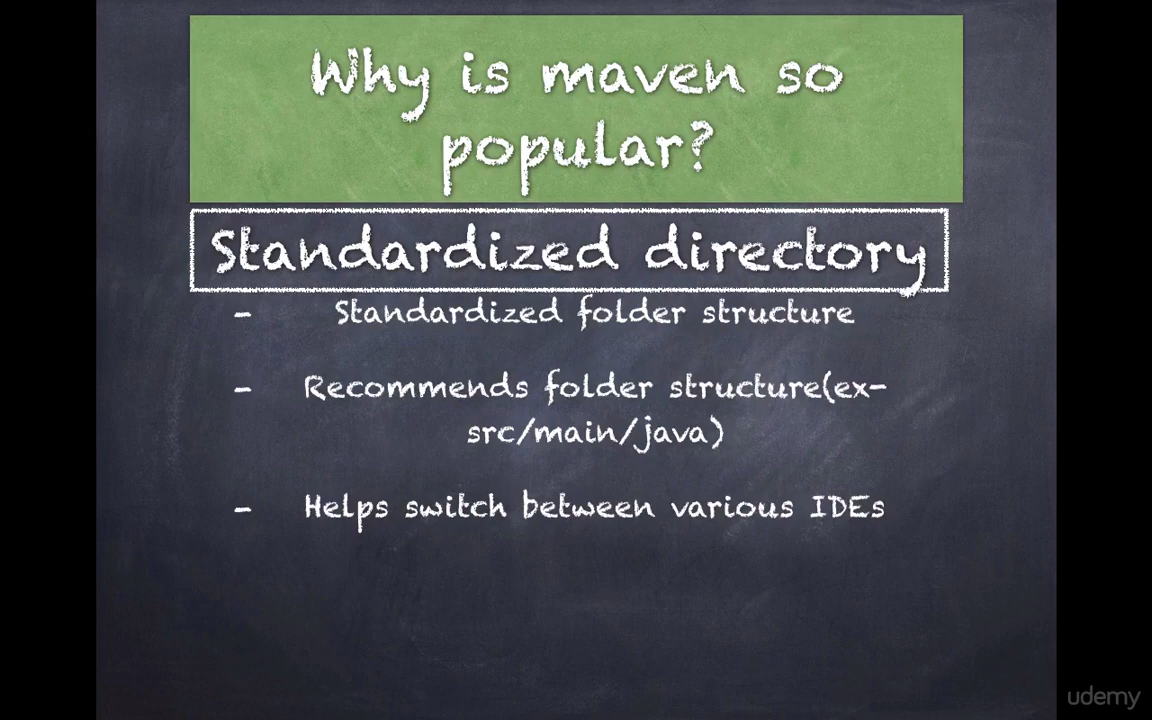 Why is maven so
popular?
Standardized directory
- Standardized folder structure
- Recommends folder structure(ex-
src/main/java)
- Helps switch between various IDEs
udemy